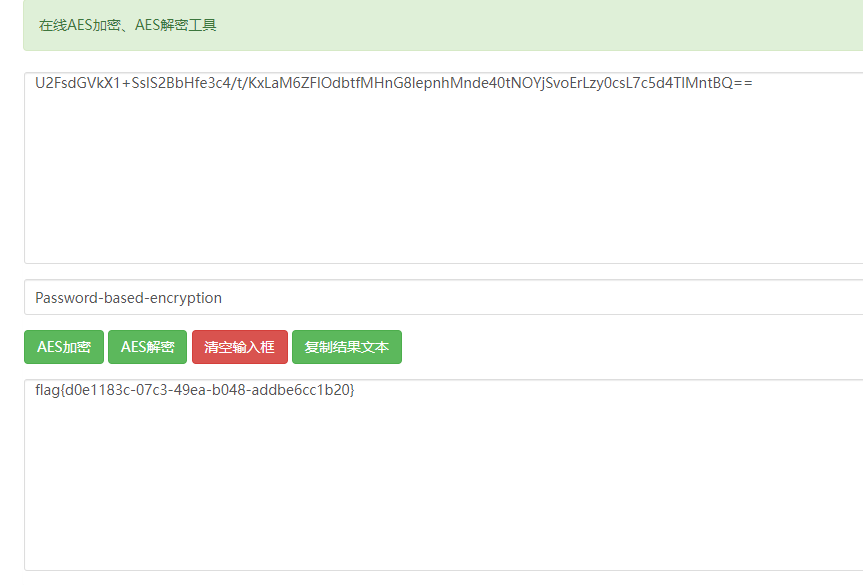 在线AES加密、AES解密工具
U2FsdGVkX1+SsIS2BbHfe3c4/t/KxLaM6ZFIOdbtfMHnG8lepnhMnde40tNOYjSvoErLzy0csL7c5d4TIMntBQ==
Password-based-encryption
AES加密 AES解密 清空输入框 复制结果文本
flag{d0e1183c-07c3-49ea-b048-addbe6cc1b20}